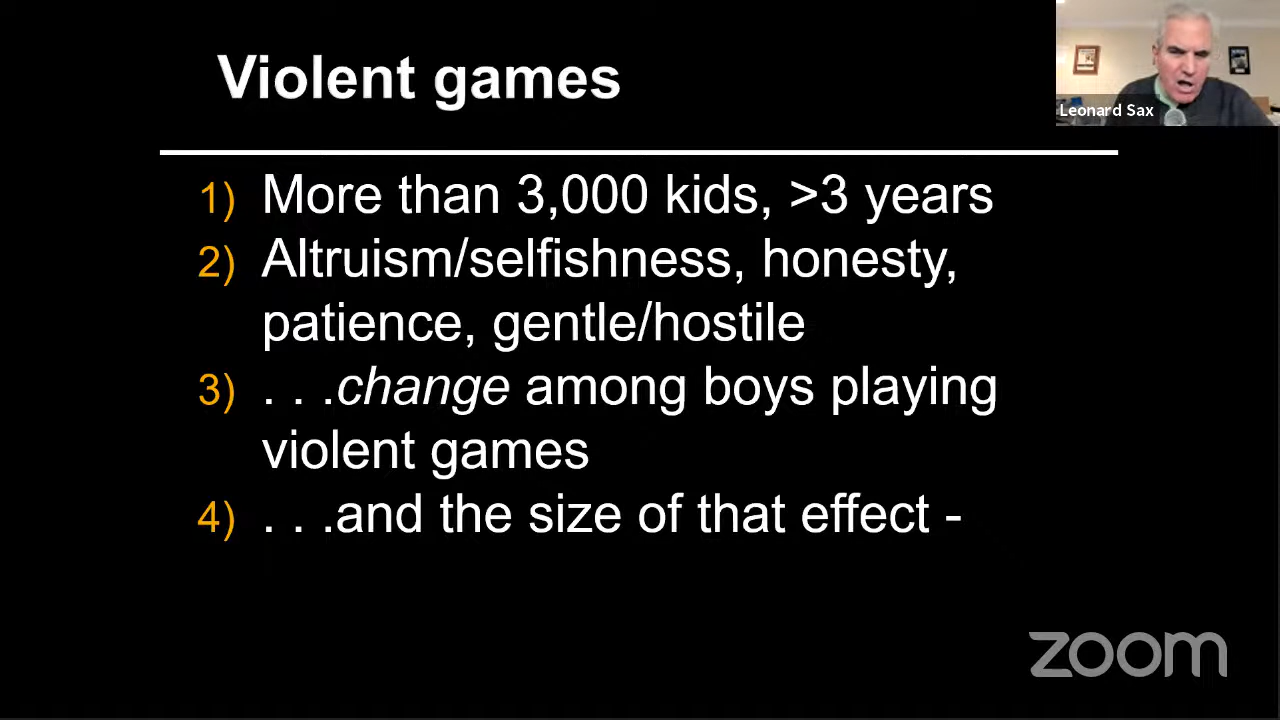 Violent games
Leonard Sax
1) More than 3,000 kids, >3 years
2) Altruism/selfishness, honesty,
patience, gentle/hostile
3) . . .change among boys playing
violent games
4) . . .and the size of that effect -
zoom